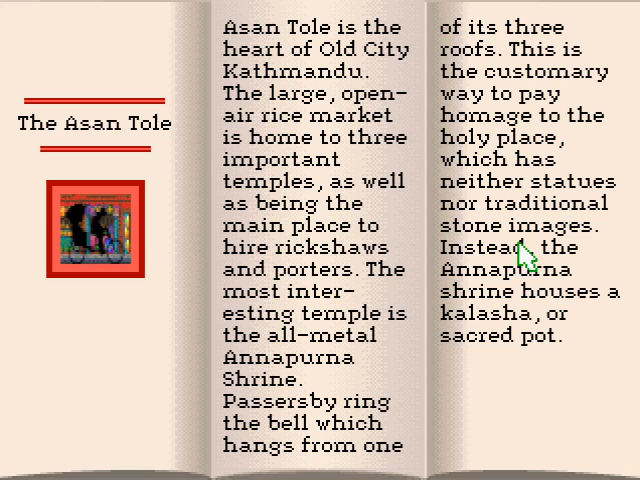 The Asan Tole
Asan Tole is the
heart of Old City
Kathmandu.
The large, open-
air rice market
is home to three
important
temples, as well
as being the
main place to
hire rickshaws
and porters. The
most inter-
esting temple is
the all-metal
Annapurna
Shrine.
Passersby ring
the bell which
hangs from one
of its three
roofs. This is
the customary
way to pay
homage to the
holy place,
which has
neither statues
nor traditional
stone images.
Instead, the
Annapurna
shrine houses a
kalasha, or
sacred pot.